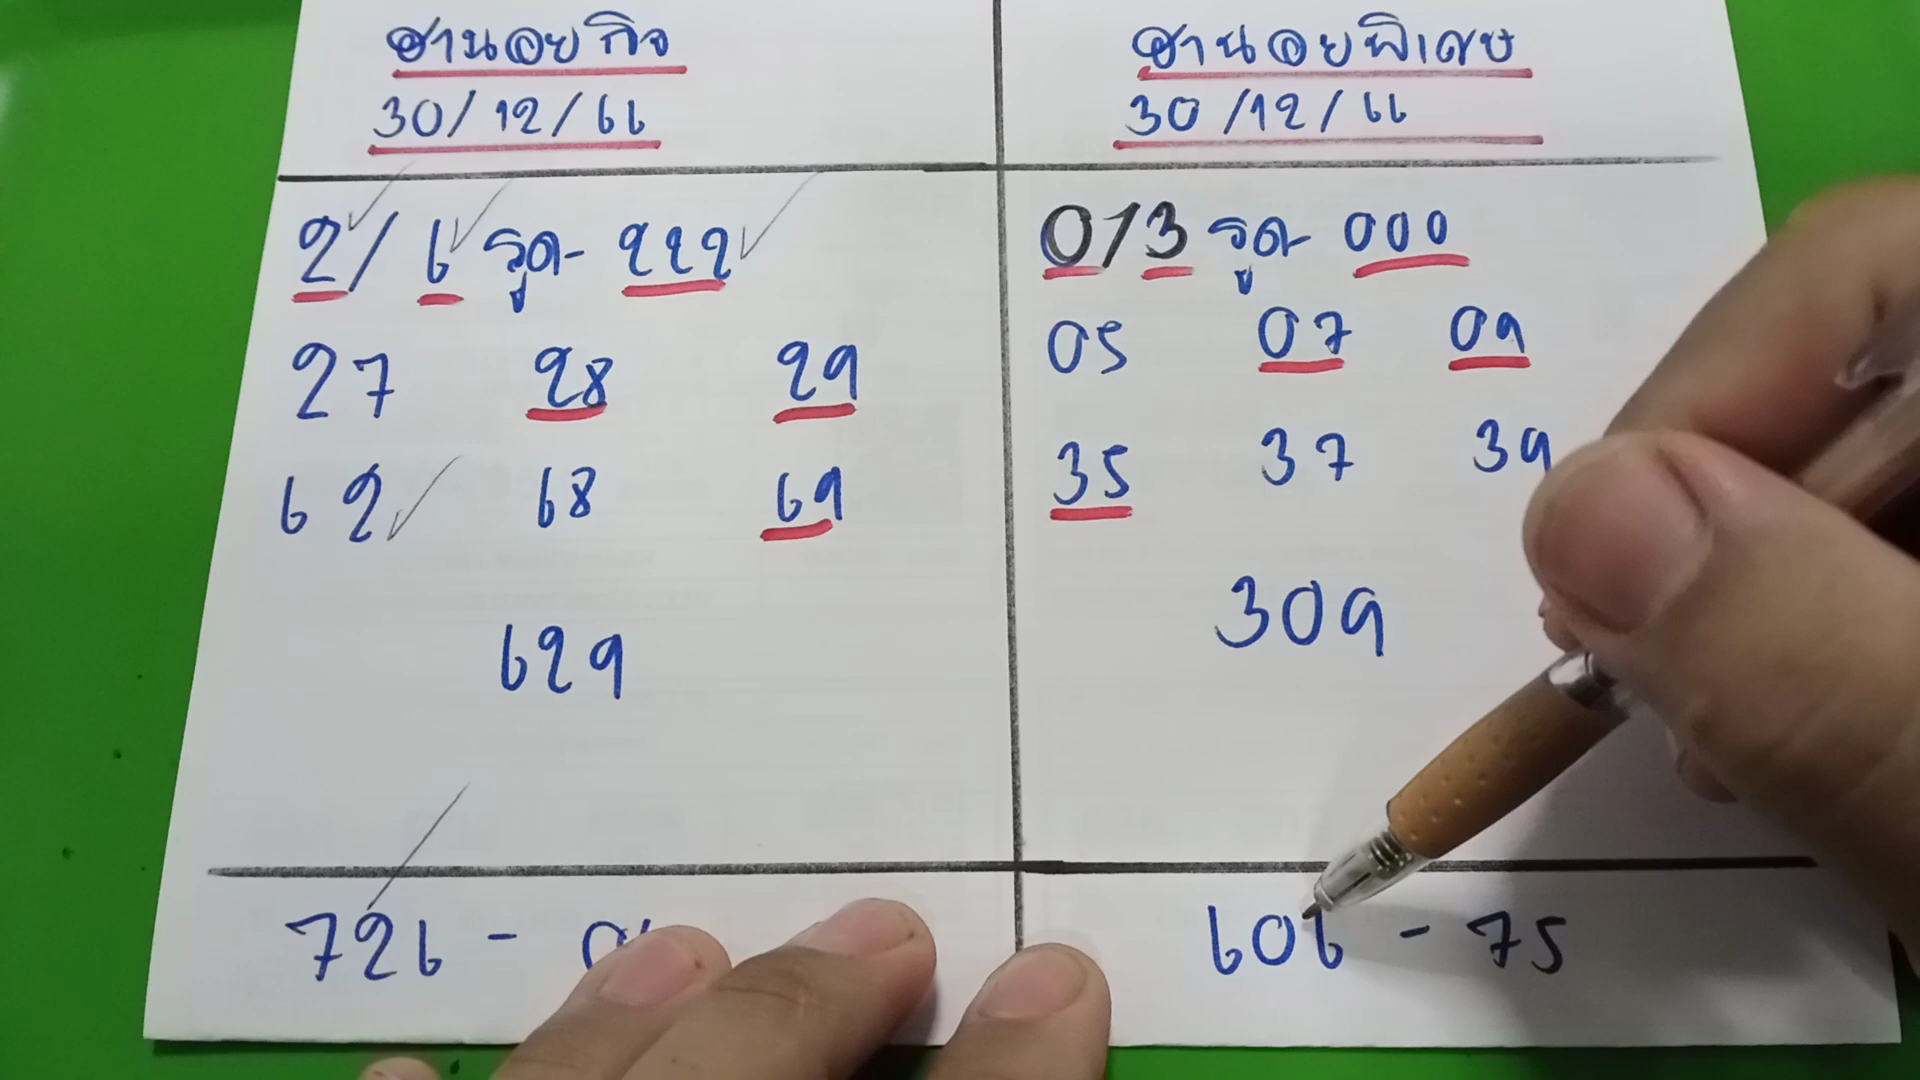 ฮานอยกิจ
30/12/66
2/6 รูด- 222
27 28 29
62 68 69
629
726 -
ฮานอยพิเศษ
30/12/66
0/3 รูด- 000
05 07 09
35 37 39
309
606 - 75